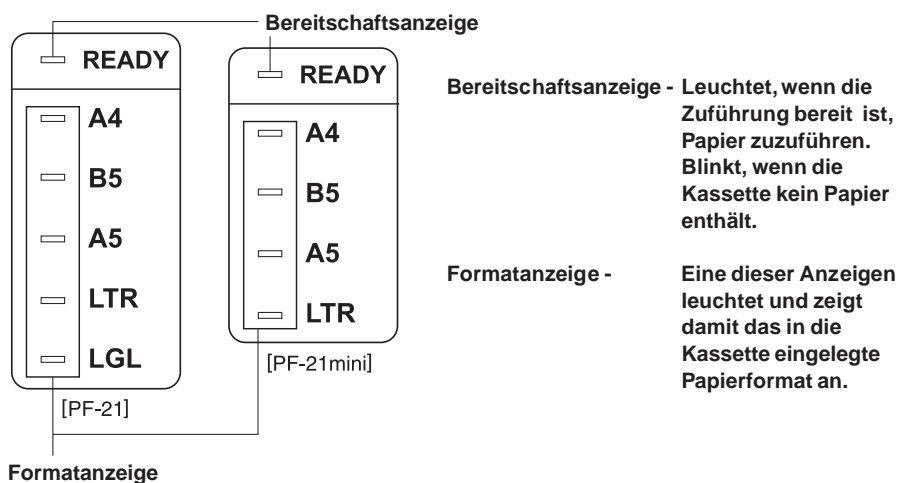 Bereitschaftsanzeige
READY
A4
B5
A5
LTR
LGL
[PF-21]
READY
A4
B5
A5
LTR
[PF-21mini]
Formatanzeige
Bereitschaftsanzeige - Leuchtet, wenn die
Zuführung bereit ist,
Papier zuzuführen.
Blinkt, wenn die
Kassette kein Papier
enthält.
Formatanzeige - Eine dieser Anzeigen
leuchtet und zeigt
damit das in die
Kassette eingelegte
Papierformat an.